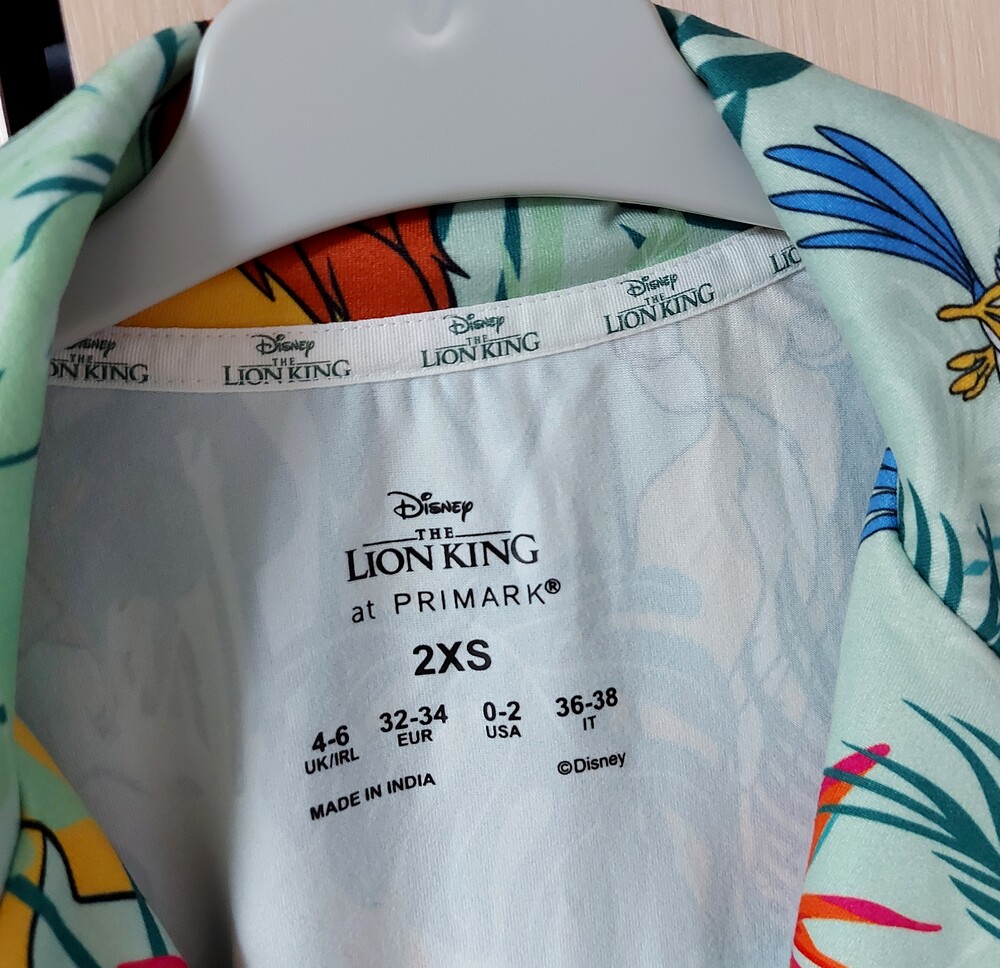 Disney
THE
LION KING
Disney
THE
LION KING
Disney
THE
LION KING
Disney
THE
LION KING
Disney
THE
LION KING
at PRIMARK®
2XS
4-6 32-34 0-2 36-38
UK/IRL EUR USA IT
MADE IN INDIA ©Disney